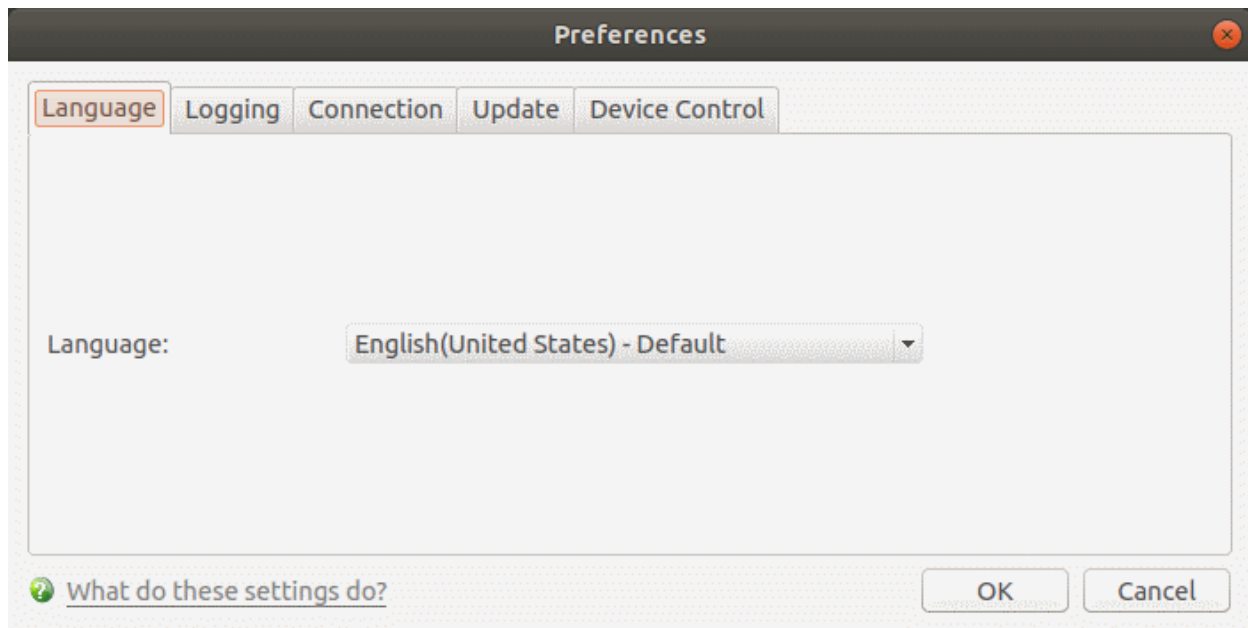 Preferences
Language Logging Connection Update Device Control
Language: English(United States) - Default
What do these settings do? OK Cancel